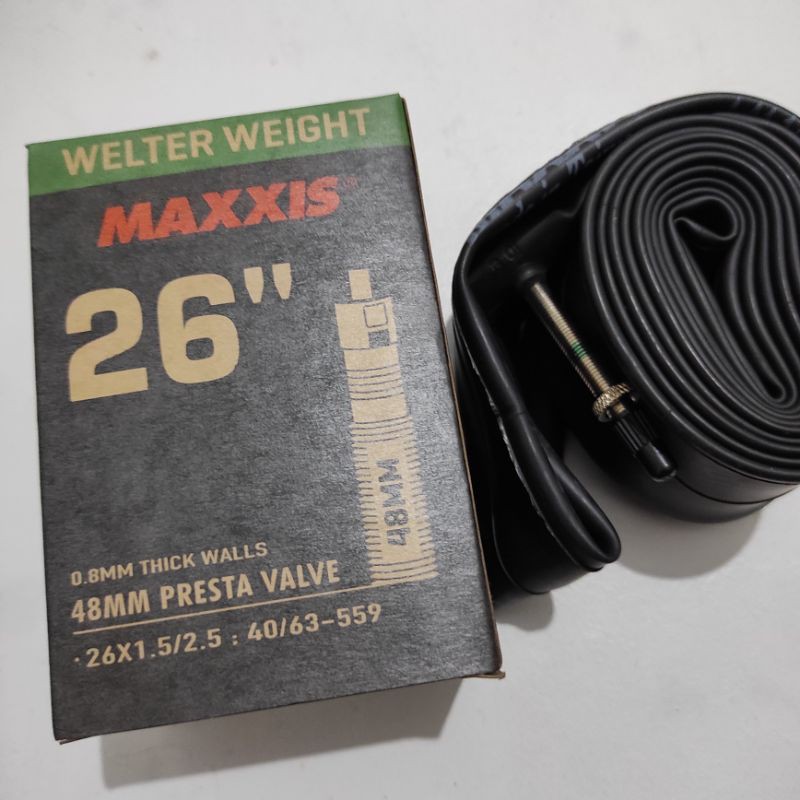 WELTER WEIGHT
MAXXIS®
26"
48MM
0.8MM THICK WALLS
48MM PRESTA VALVE
·26X1.5/2.5 : 40/63-559